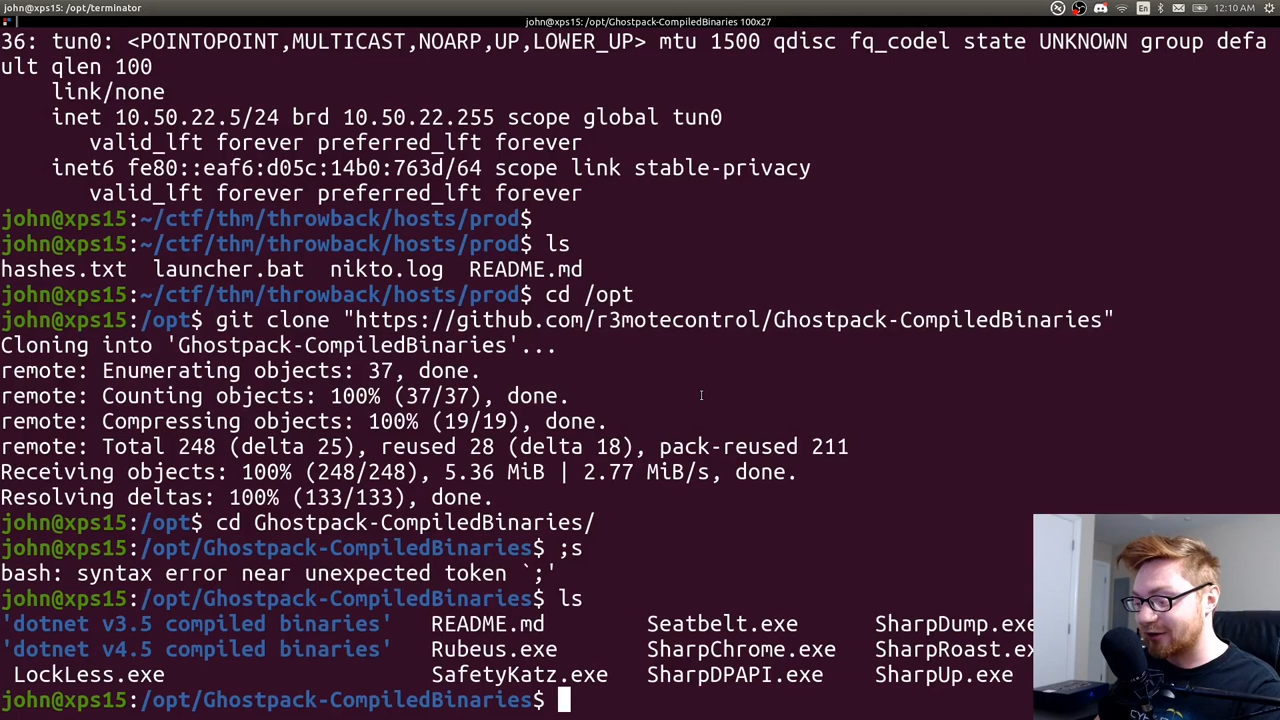 john@xps15: /opt/terminator
En
12:10 AM
john@xps15: /opt/Ghostpack-CompiledBinaries 100x27
36: tun0: <POINTOPOINT,MULTICAST,NOARP,UP,LOWER_UP> mtu 1500 qdisc fq_codel state UNKNOWN group defa
ult qlen 100
link/none
inet 10.50.22.5/24 brd 10.50.22.255 scope global tun0
valid_lft forever preferred_lft forever
inet6 fe80::eaf6:d05c:14b0:763d/64 scope link stable-privacy
valid_lft forever preferred_lft forever
john@xps15:~/ctf/thm/throwback/hosts/prod$
john@xps15:~/ctf/thm/throwback/hosts/prod$ ls
hashes.txt launcher.bat nikto.log README.md
john@xps15:~/ctf/thm/throwback/hosts/prod$ cd /opt
john@xps15:/opt$ git clone "https://github.com/r3motecontrol/Ghostpack-CompiledBinaries"
Cloning into 'Ghostpack-CompiledBinaries'...
remote: Enumerating objects: 37, done.
remote: Counting objects: 100% (37/37), done.
remote: Compressing objects: 100% (19/19), done.
remote: Total 248 (delta 25), reused 28 (delta 18), pack-reused 211
Receiving objects: 100% (248/248), 5.36 MiB | 2.77 MiB/s, done.
Resolving deltas: 100% (133/133), done.
john@xps15:/opt$ cd Ghostpack-CompiledBinaries/
john@xps15:/opt/Ghostpack-CompiledBinaries$ ;s
bash: syntax error near unexpected token `;'
john@xps15:/opt/Ghostpack-CompiledBinaries$ ls
'dotnet v3.5 compiled binaries' README.md Seatbelt.exe SharpDump.exe
'dotnet v4.5 compiled binaries' Rubeus.exe SharpChrome.exe SharpRoast.ex
LockLess.exe SafetyKatz.exe SharpDPAPI.exe SharpUp.exe
john@xps15:/opt/Ghostpack-CompiledBinaries$